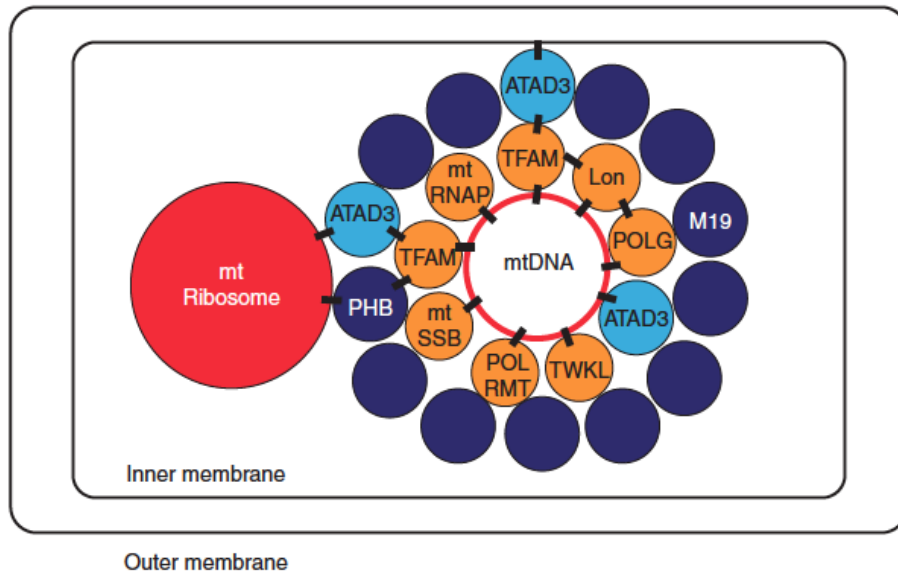 ATAD3
TFAM
mt
RNAP
Lon
ATAD3
M19
TFAM
POLG
mt
Ribosome
mtDNA
PHB
mt
SSB
ATAD3
POL
RMT
TWKL
Inner membrane
Outer membrane